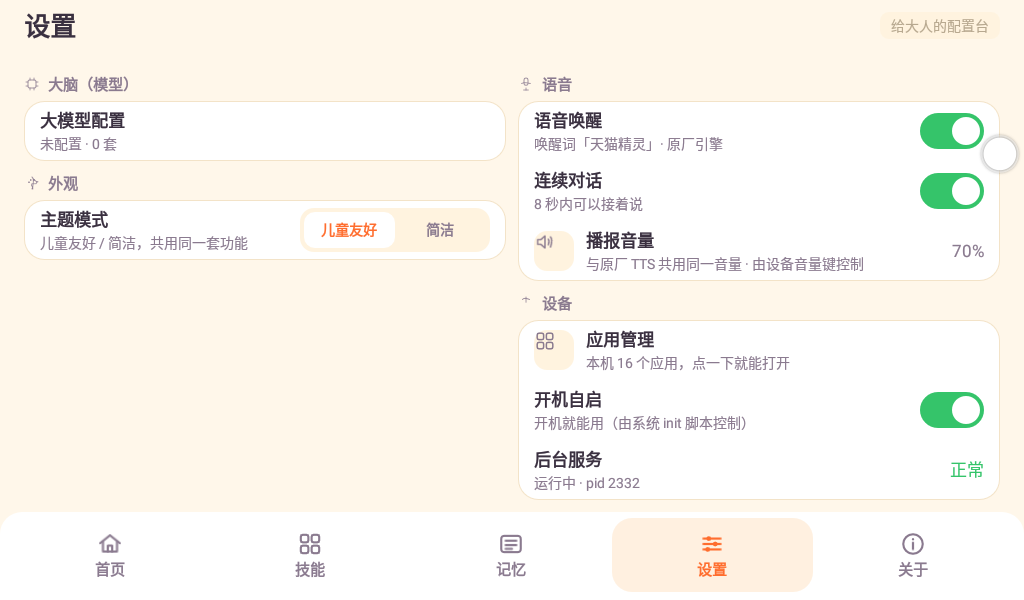 设置
给大人的配置台
大脑（模型）
大模型配置
未配置 · 0 套
外观
主题模式
儿童友好 / 简洁，共用同一套功能
儿童友好
简洁
语音
语音唤醒
唤醒词「天猫精灵」· 原厂引擎
连续对话
8 秒内可以接着说
播报音量
与原厂 TTS 共用同一音量 · 由设备音量键控制
70%
设备
应用管理
本机 16 个应用，点一下就能打开
开机自启
开机就能用（由系统 init 脚本控制）
后台服务
运行中 · pid 2332
正常
首页
技能
记忆
设置
关于